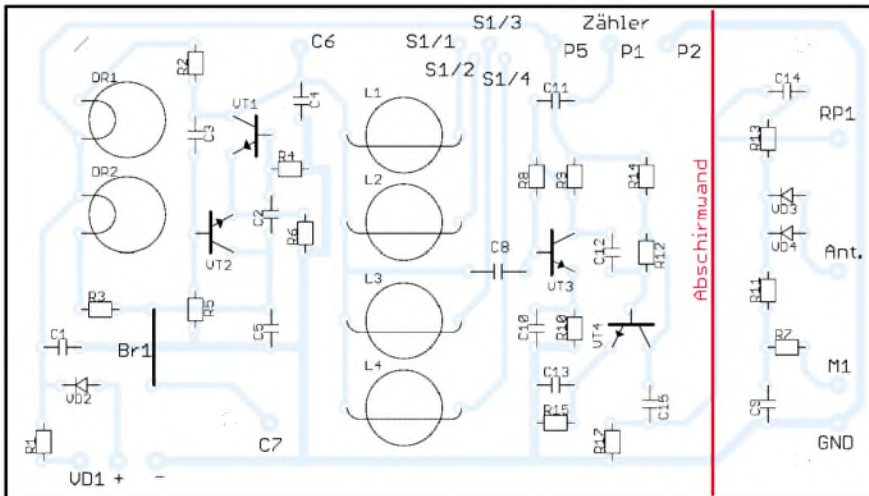 S1/3
Zähler
C6
S1/1
P5
P1
P2
S1/2
S1/4
R2
DR1
C3
VT1
C4
L1
C11
C14
RP1
R13
R4
DR2
L2
R8
R9
R14
VD3
C2
R6
VT2
C8
VT3
C12
R12
VD4
Ant.
Abschirmwand
R3
R5
L3
R11
C1
Br1
C5
C10
R10
VT4
R7
VD2
L4
C13
M1
R1
C7
R15
R17
C15
C9
GND
VD1 + -